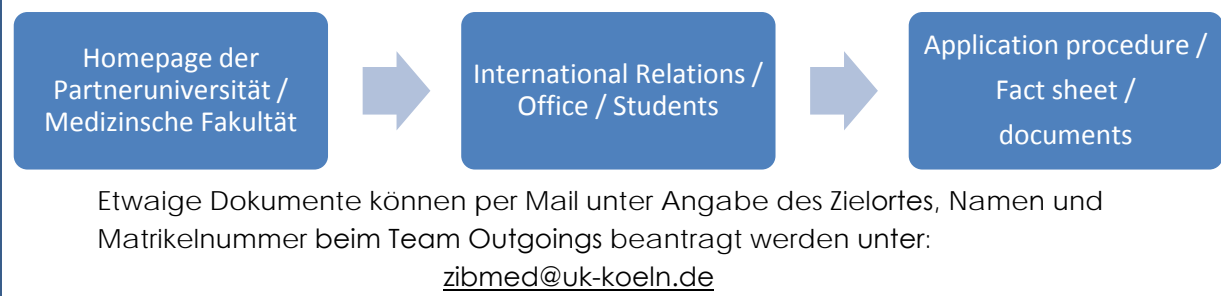 Homepage der
Partneruniversität /
Medizinsche Fakultät
International Relations /
Office / Students
Application procedure /
Fact sheet /
documents
Etwaige Dokumente können per Mail unter Angabe des Zielortes, Namen und
Matrikelnummer beim Team Outgoings beantragt werden unter:
zibmed@uk-koeln.de